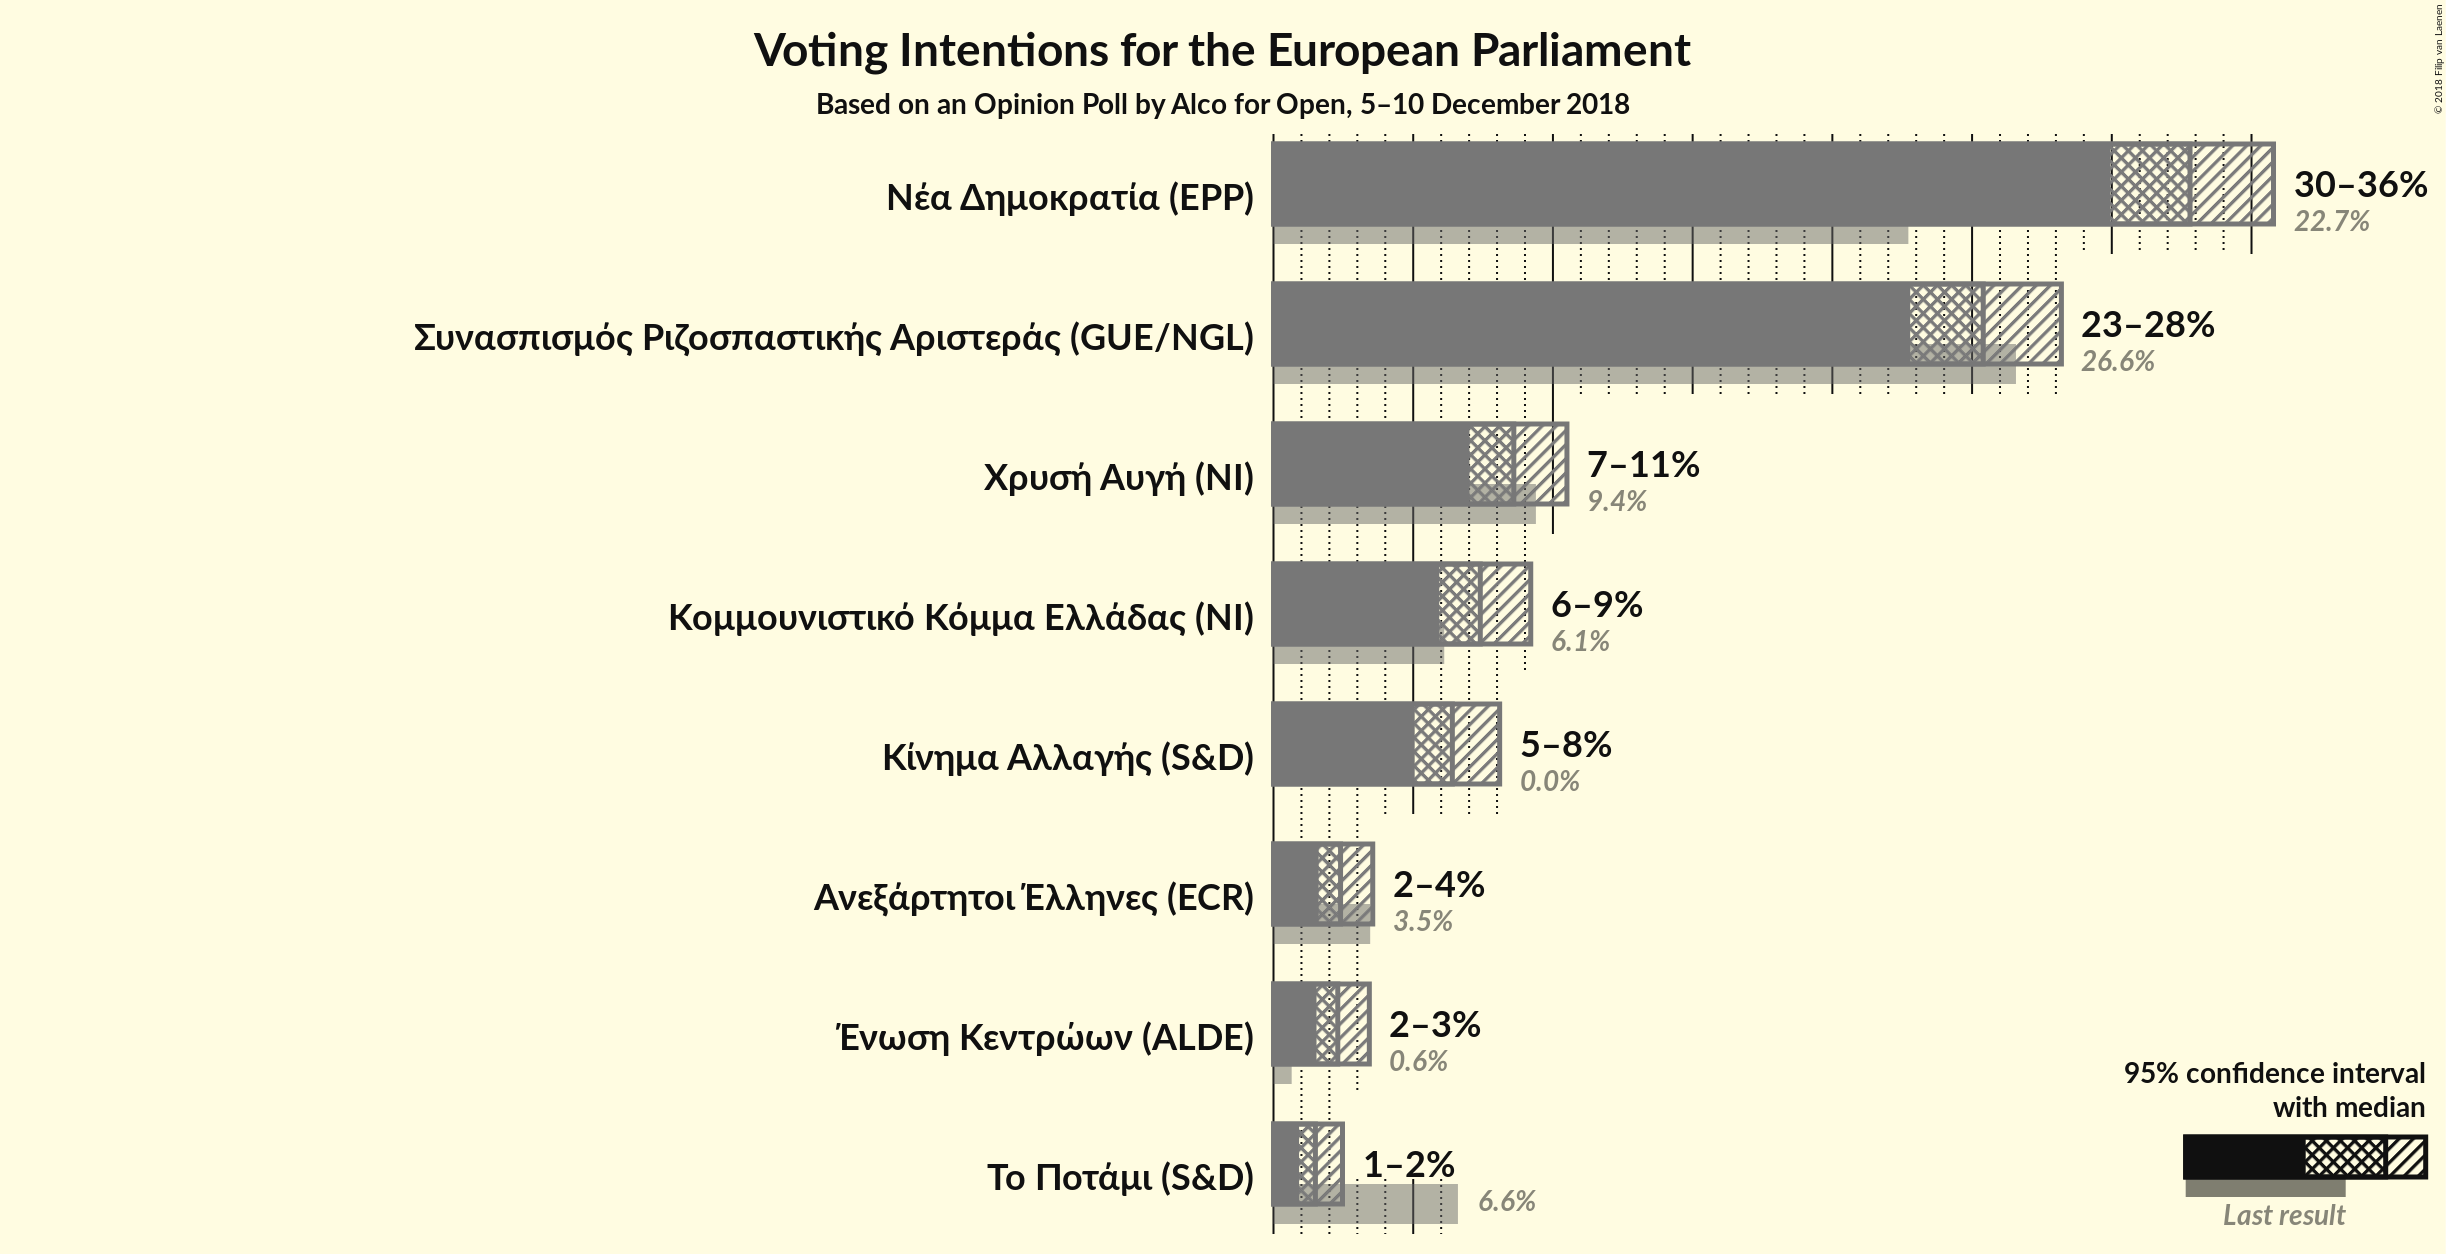 Voting Intentions for the European Parliament
Based on an Opinion Poll by Alco for Open, 5–10 December 2018
© 2018 Filip van Laenen
Νέα Δημοκρατία (EPP)
30–36%
22.7%
Συνασπισμός Ριζοσπαστικής Αριστεράς (GUE/NGL)
23–28%
26.6%
Χρυσή Αυγή (NI)
7–11%
9.4%
Κομμουνιστικό Κόμμα Ελλάδας (NI)
6–9%
6.1%
Κίνημα Αλλαγής (S&D)
5–8%
0.0%
Ανεξάρτητοι Έλληνες (ECR)
2–4%
3.5%
Ένωση Κεντρώων (ALDE)
2–3%
0.6%
Το Ποτάμι (S&D)
1–2%
6.6%
95% confidence interval
with median
Last result